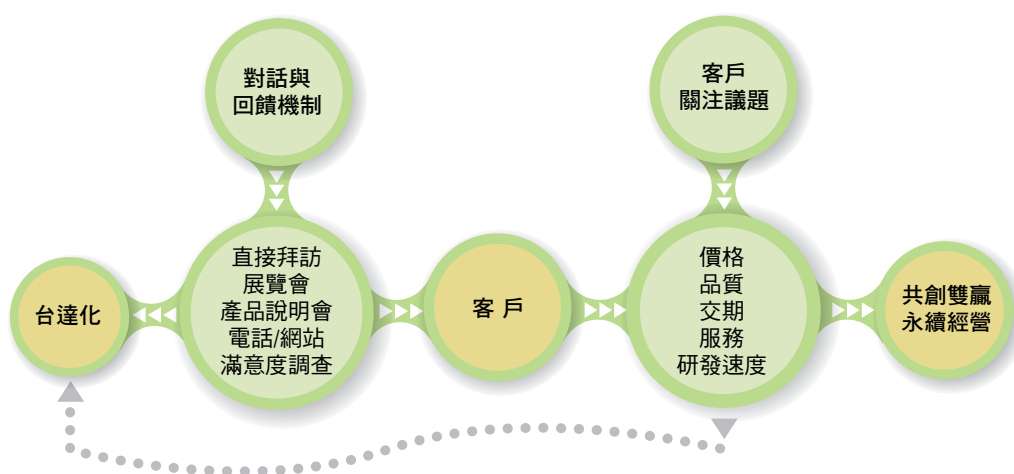 對話與
回饋機制
客戶
關注議題
台達化
直接拜訪
展覽會
產品說明會
電話/網站
滿意度調查
客 戶
價格
品質
交期
服務
研發速度
共創雙贏
永續經營